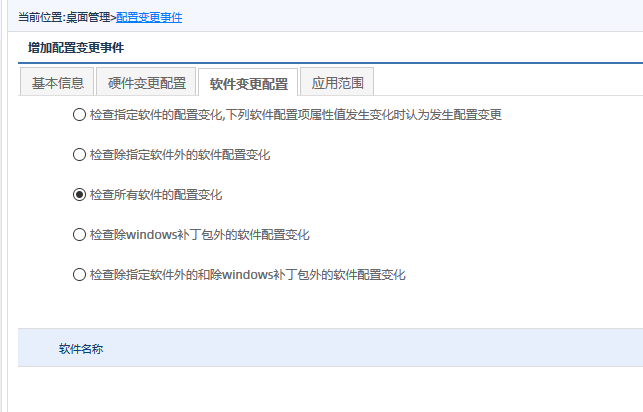 当前位置:桌面管理>配置变更事件
增加配置变更事件
基本信息 硬件变更配置 软件变更配置 应用范围
检查指定软件的配置变化,下列软件配置项属性值发生变化时认为发生配置变更
检查除指定软件外的软件配置变化
检查所有软件的配置变化
检查除windows补丁包外的软件配置变化
检查除指定软件外的和除windows补丁包外的软件配置变化
软件名称